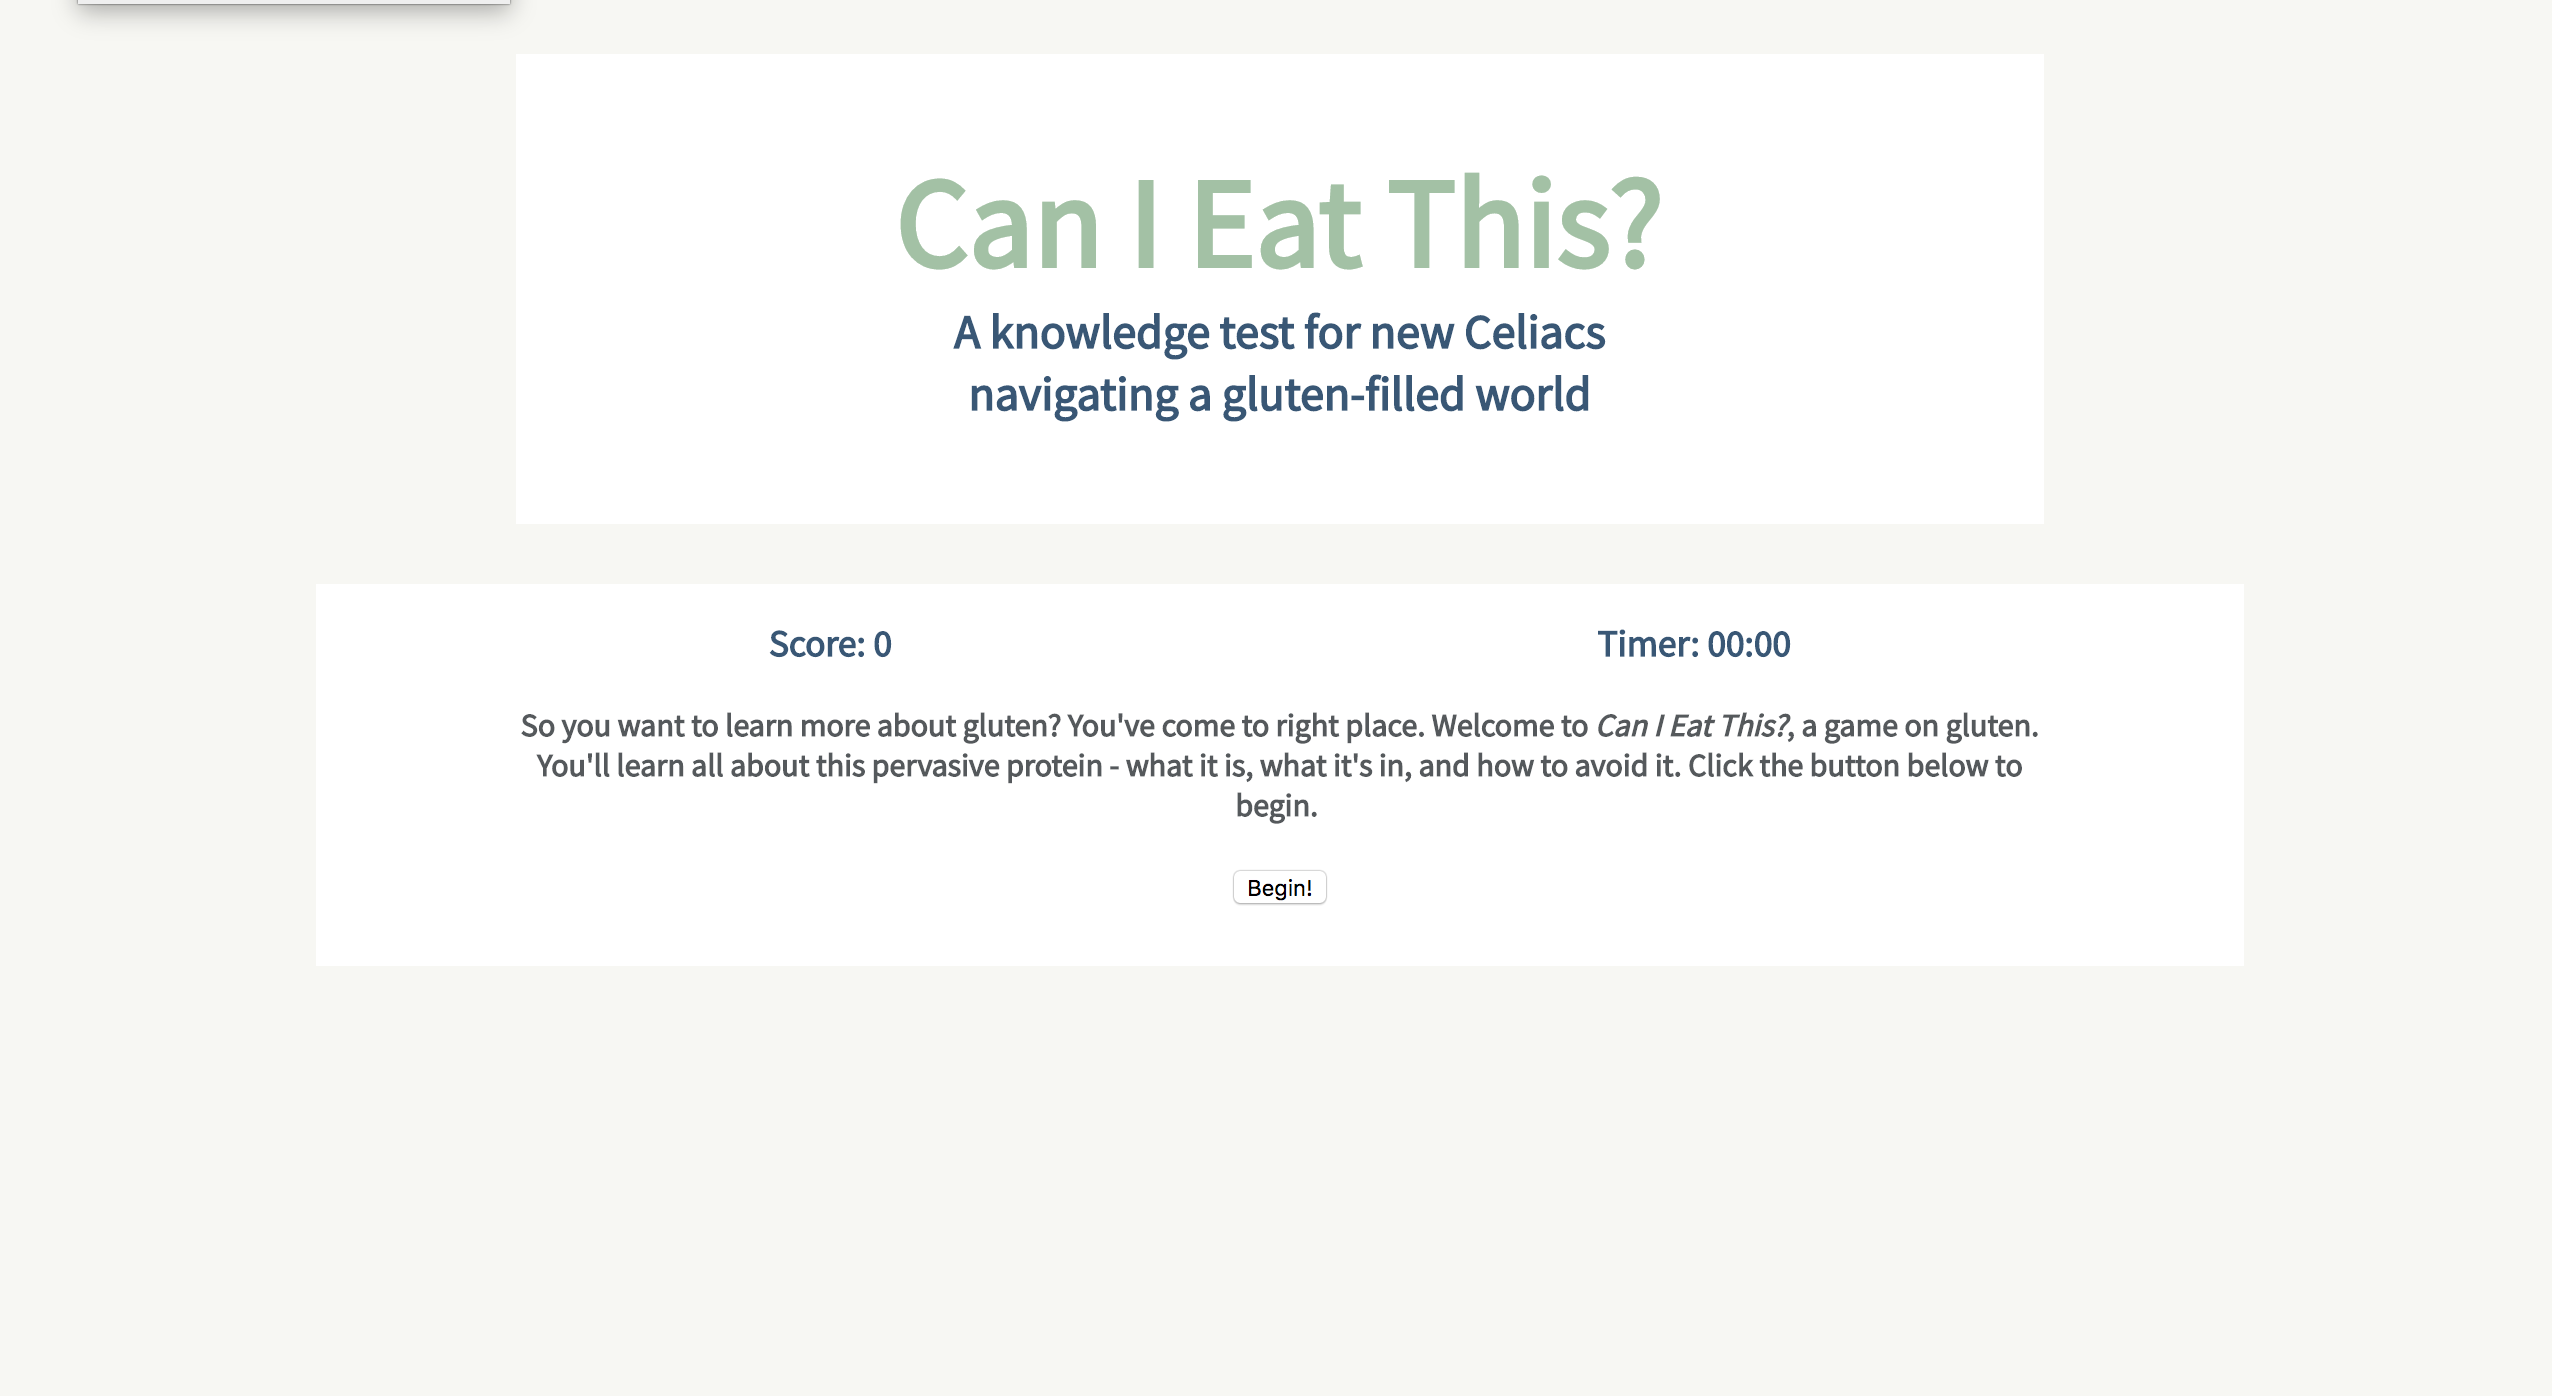 Can I Eat This?
A knowledge test for new Celiacs
navigating a gluten-filled world
Score: 0
Timer: 00:00
So you want to learn more about gluten? You've come to right place. Welcome to Can I Eat This?, a game on gluten.
You'll learn all about this pervasive protein - what it is, what it's in, and how to avoid it. Click the button below to
begin.
Begin!